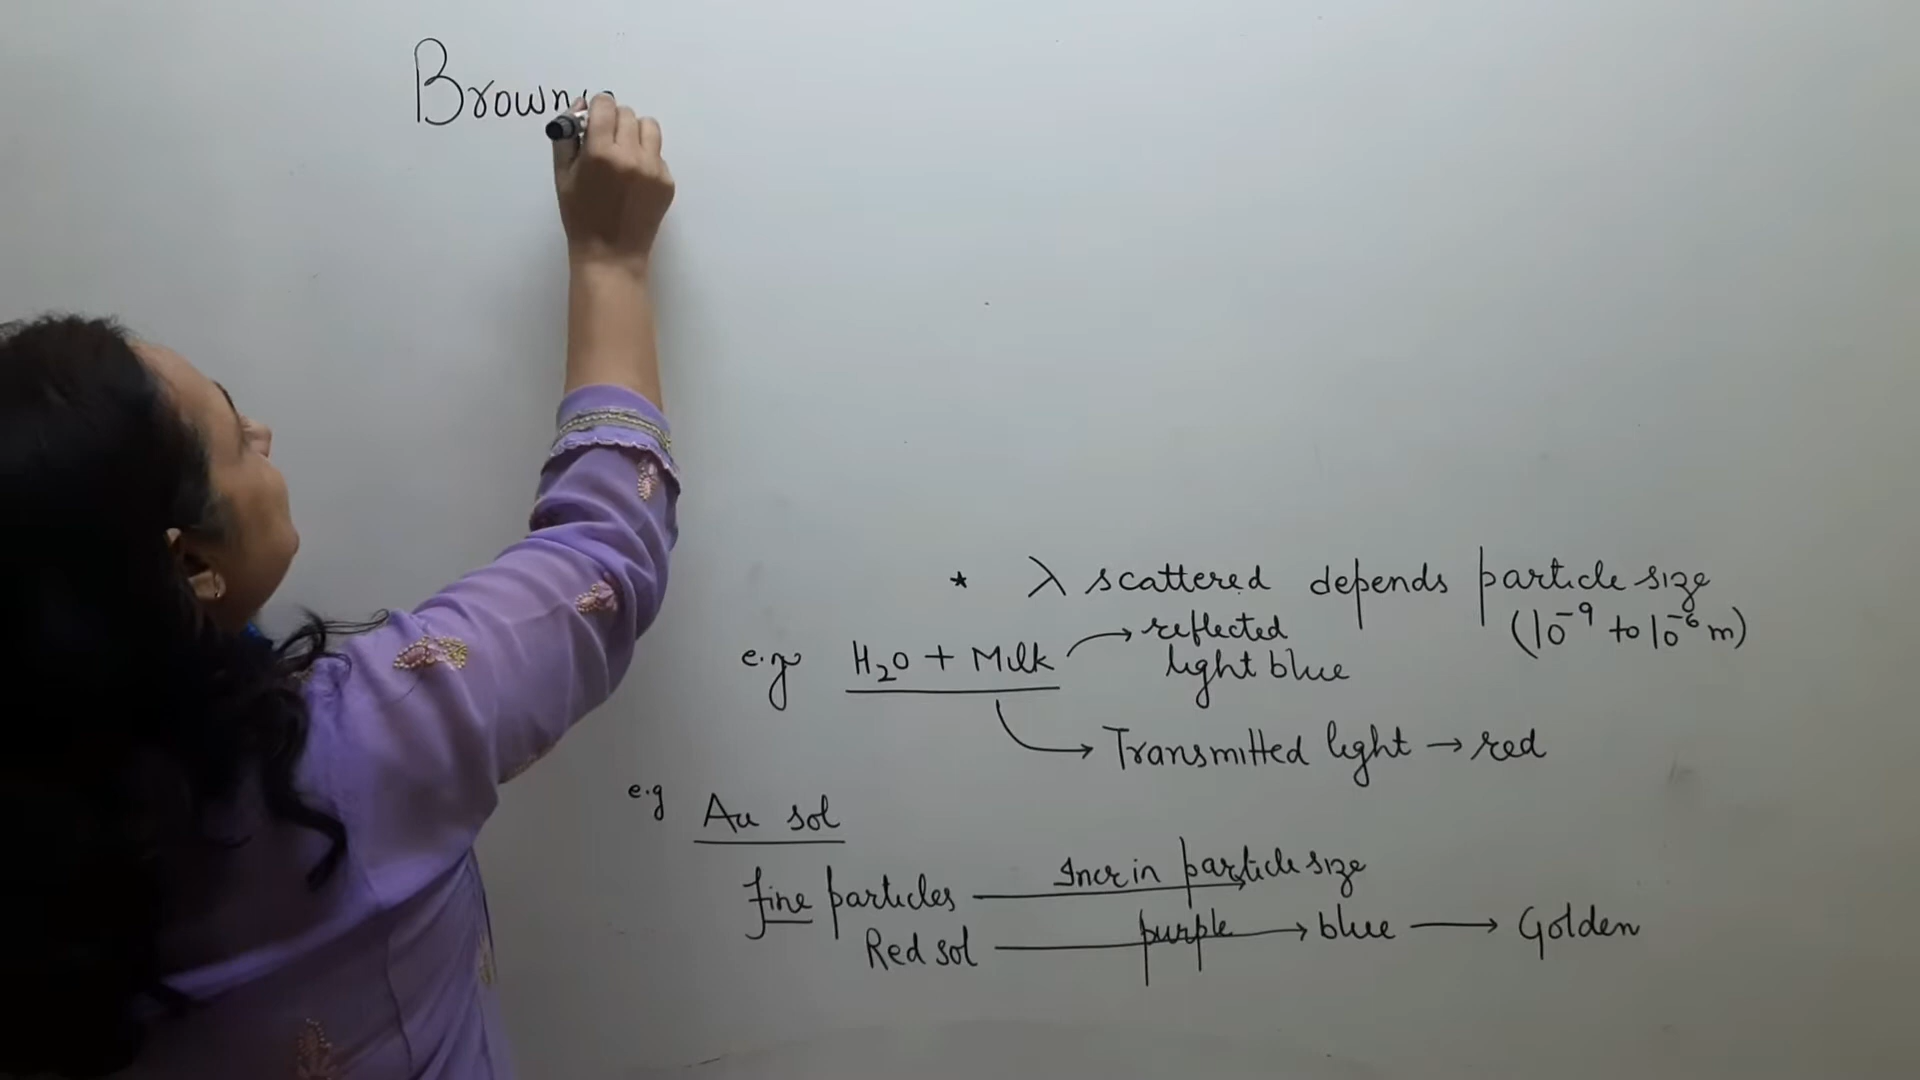 Brown
* λ scattered depends particle size
(10⁻⁹ to 10⁻⁶ m)
e.g H₂O + Milk → reflected
light blue
→ Transmitted light → red
e.g Au sol
fine particles Incr in particle size
Red sol purple → blue → Golden